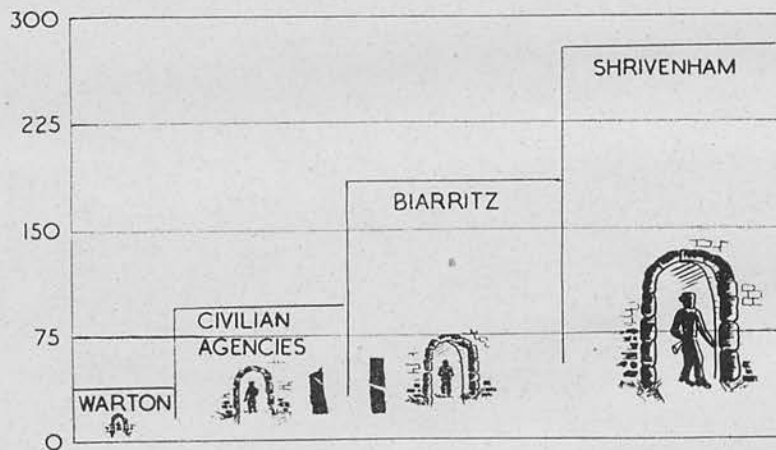 300
SHRIVENHAM
225
BIARRITZ
150
CIVILIAN
AGENCIES
75
WARTON
0